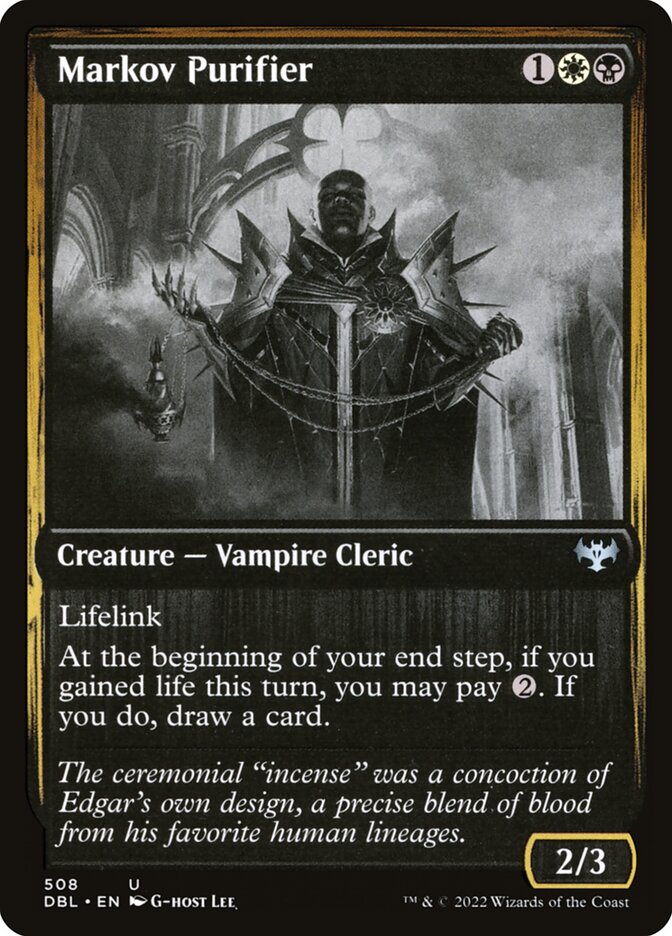 Markov Purifier 1
Creature — Vampire Cleric
Lifelink
At the beginning of your end step, if you
gained life this turn, you may pay 2. If
you do, draw a card.
The ceremonial “incense” was a concoction of
Edgar’s own design, a precise blend of blood
from his favorite human lineages.
2/3
508 U
DBL • EN G-host Lee
™ & © 2022 Wizards of the Coast